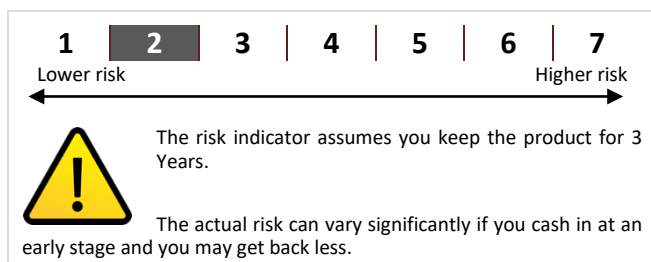 1 2 3 4 5 6 7
Lower risk Higher risk
The risk indicator assumes you keep the product for 3
Years.
The actual risk can vary significantly if you cash in at an
early stage and you may get back less.